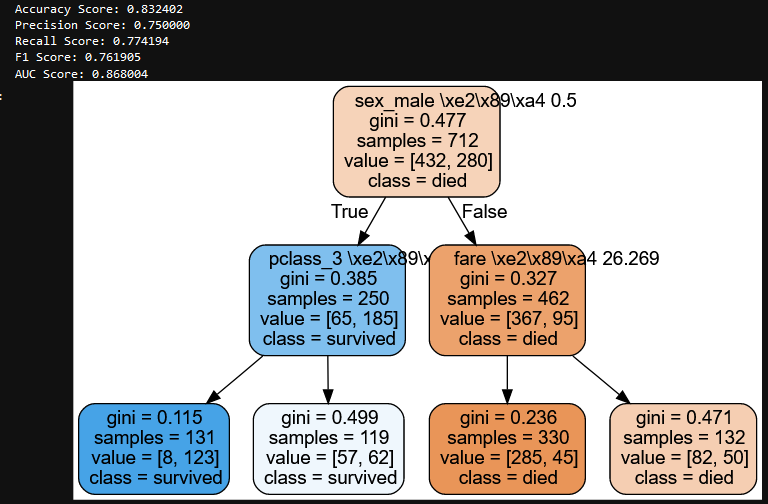 Accuracy Score: 0.832402
Precision Score: 0.750000
Recall Score: 0.774194
F1 Score: 0.761905
AUC Score: 0.868004
:
sex_male \xe2\x89\xa4 0.5
gini = 0.477
samples = 712
value = [432, 280]
class = died
True
False
pclass_3 \xe2\x89\x
gini = 0.385
samples = 250
value = [65, 185]
class = survived
fare \xe2\x89\xa4 26.269
gini = 0.327
samples = 462
value = [367, 95]
class = died
gini = 0.115
samples = 131
value = [8, 123]
class = survived
gini = 0.499
samples = 119
value = [57, 62]
class = survived
gini = 0.236
samples = 330
value = [285, 45]
class = died
gini = 0.471
samples = 132
value = [82, 50]
class = died